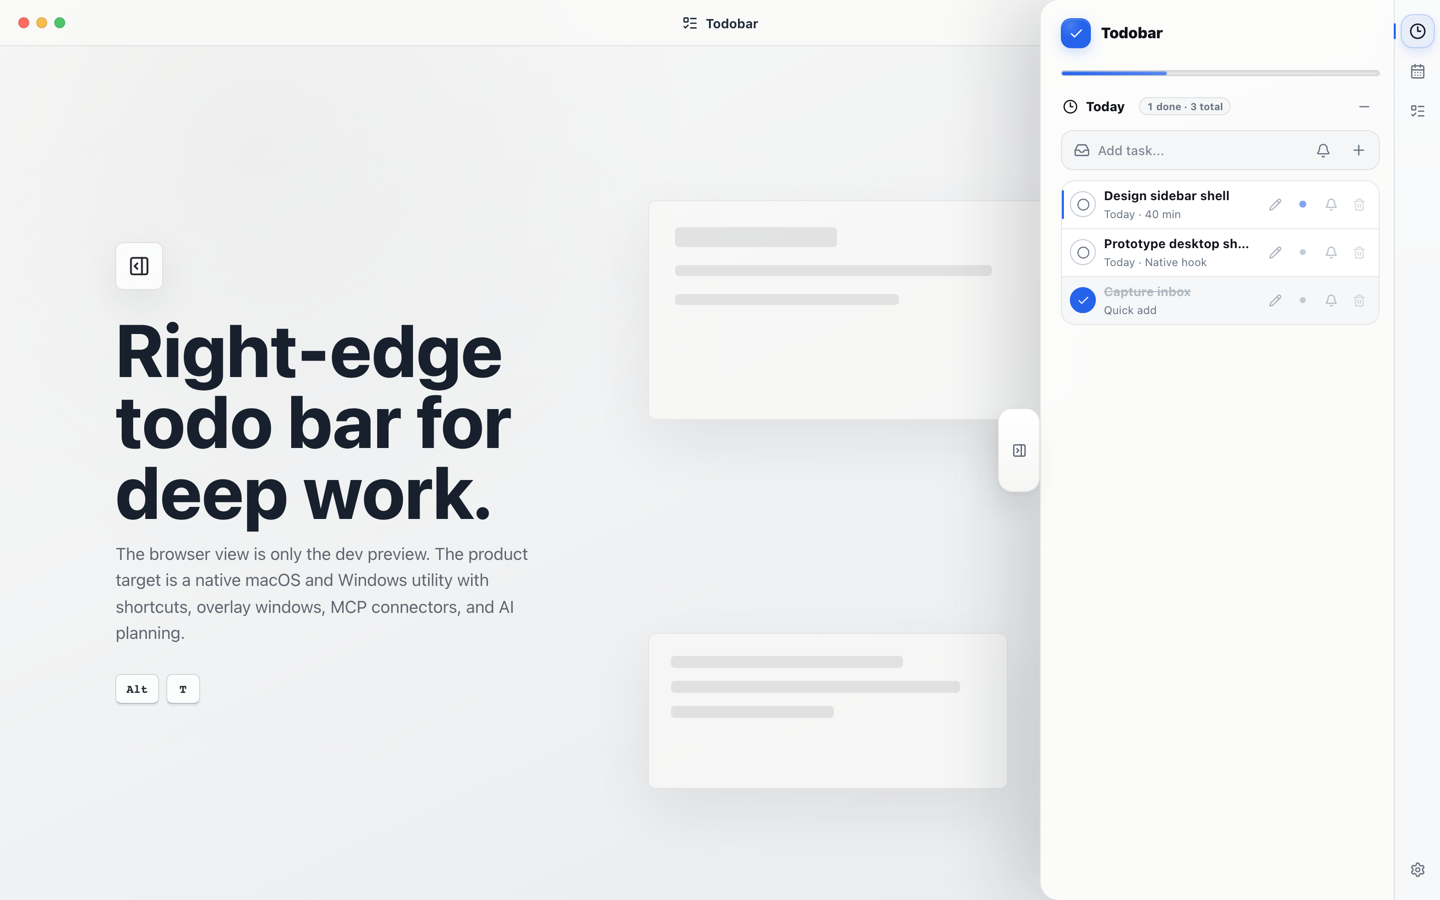 Todobar
Right-edge
todo bar for
deep work.
The browser view is only the dev preview. The product
target is a native macOS and Windows utility with
shortcuts, overlay windows, MCP connectors, and AI
planning.
Alt T
Todobar
Today 1 done · 3 total
Add task...
Design sidebar shell
Today · 40 min
Prototype desktop sh...
Today · Native hook
Capture inbox
Quick add